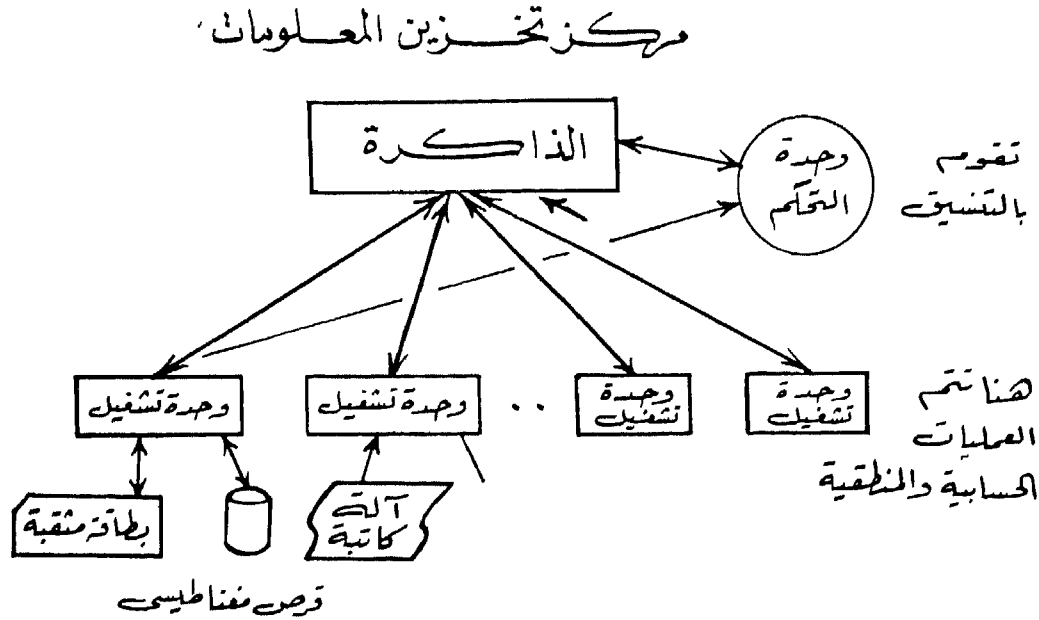 مركز تخزين المعلومات
الذاكرة
وحدة
التحكم
تقوم
بالتنسيق
وحدة تشغيل
وحدة تشغيل
وحدة
تشغيل
وحدة
تشغيل
هنا تتم
العمليات
الحسابية والمنطقية
بطاقة مثقبة
آلة
كاتبة
قرص مغناطيسى